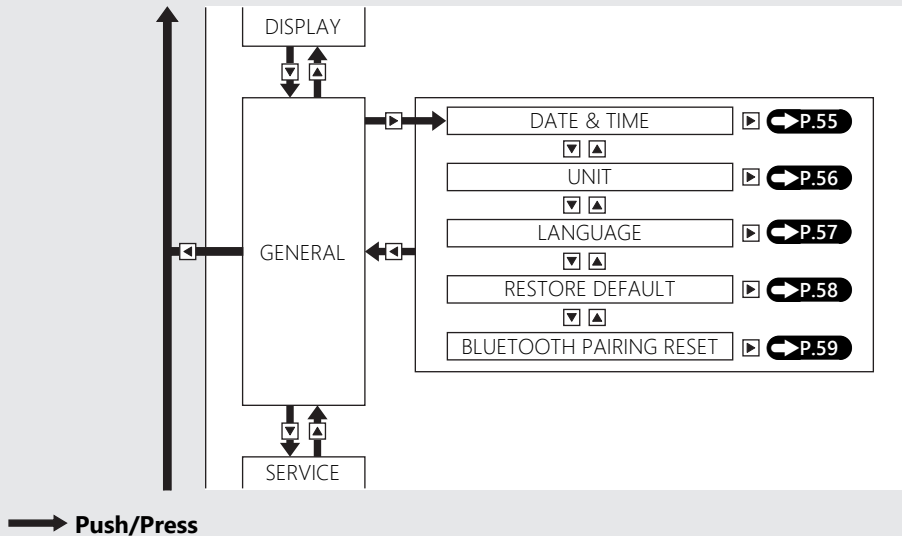 DISPLAY
GENERAL
DATE & TIME
P.55
UNIT
P.56
LANGUAGE
P.57
RESTORE DEFAULT
P.58
BLUETOOTH PAIRING RESET
P.59
SERVICE
Push/Press